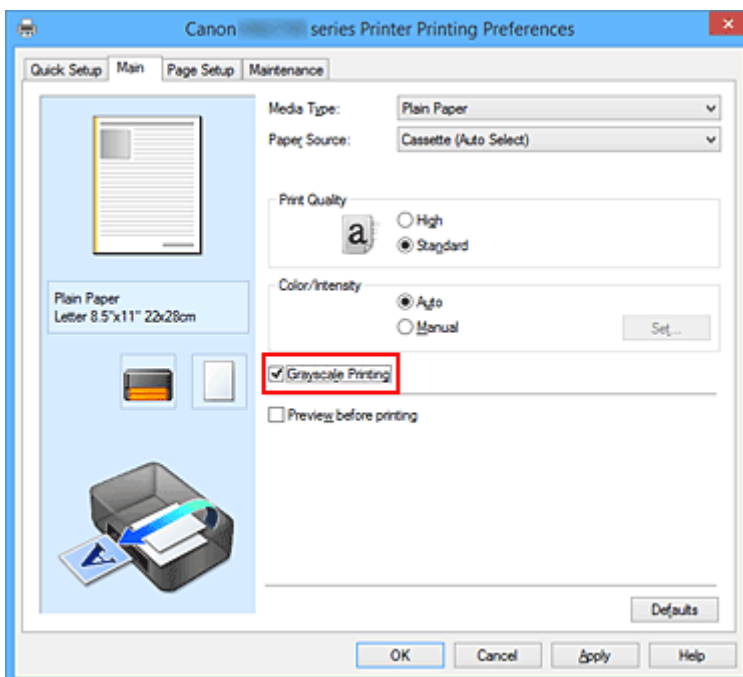 Canon series Printer Printing Preferences
Quick Setup Main Page Setup Maintenance
Media Type: Plain Paper
Paper Source: Cassette (Auto Select)
Print Quality
a
High
Standard
Plain Paper
Letter 8.5"x11" 22x28cm
Color/Intensity
Auto
Manual
Set...
Grayscale Printing
Preview before printing
A
Defaults
OK Cancel Apply Help